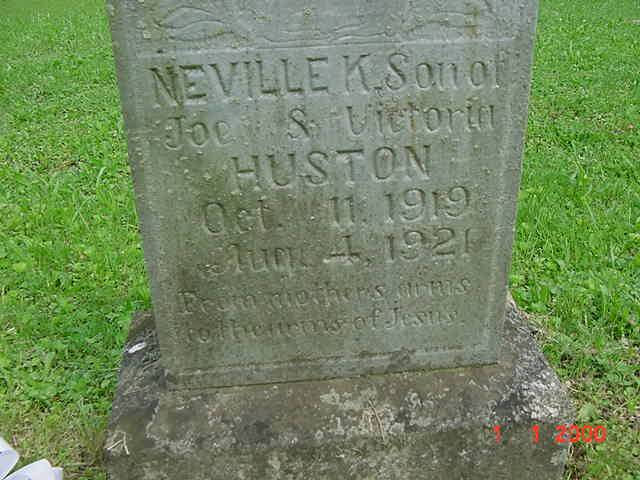 NEVILLE K. Son of
Joe & Victoria
HUSTON
Oct. 11. 1919
Aug. 4, 1921
From mothers arms
to the arms of Jesus.
1 1 2000